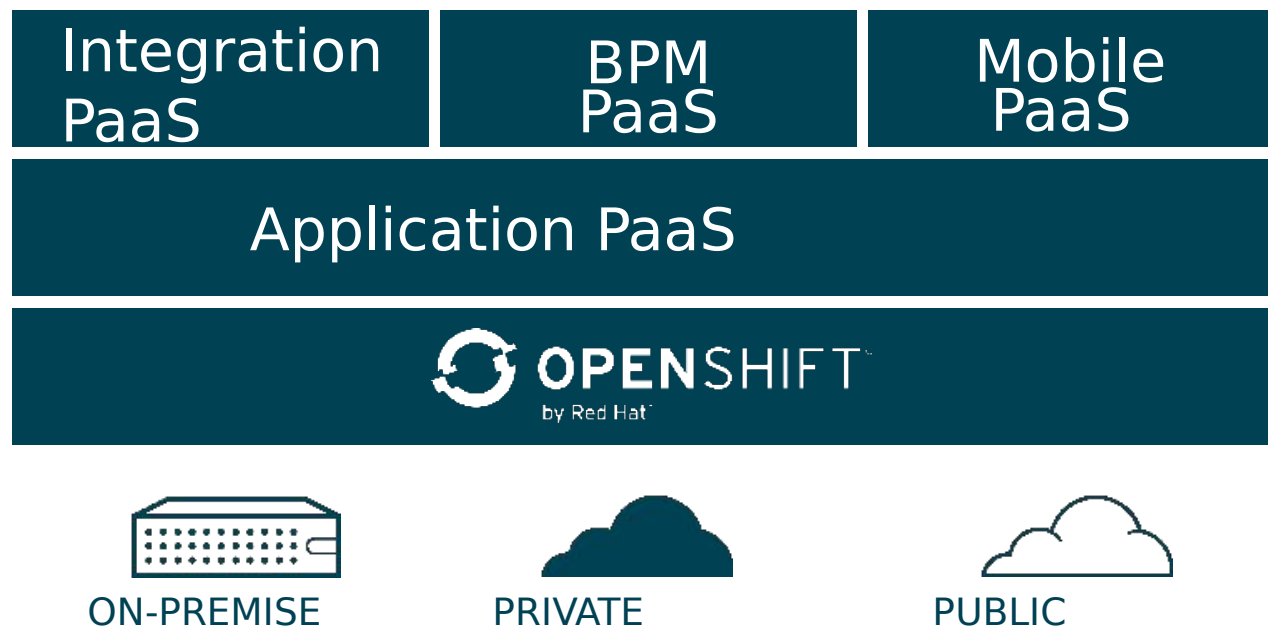 Integration
PaaS
BPM
PaaS
Mobile
PaaS
Application PaaS
OPENSHIFT
by Red Hat
ON-PREMISE
PRIVATE
PUBLIC